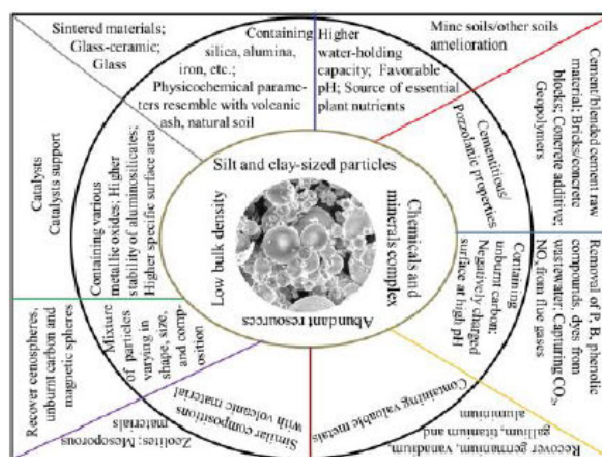 Sintered materials;
Glass-ceramic;
Glass
Containing
silica, alumina,
iron, etc.;
Physicochemical parame-
ters resemble with volcanic
ash, natural soil
Higher
water-holding
capacity; Favorable
pH; Source of essential
plant nutrients
Mine soils/other soils
amelioration
Cement/blended cement raw
material; Bricks/concrete
blocks; Concrete additive;
Geopolymers
Cementitious/
Pozzolanic properties
Catalysts
Catalysts support
Containing various
metallic oxides; Higher
stability of aluminosilicates;
Higher specific surface area
Silt and clay-sized particles
Low bulk density
Chemicals and
minerals complex
Abundant resources
Containing
unburnt carbon;
Negatively charged
surface at high pH
Removal of P, B, phenolic
compounds, dyes from
wastewater; Capturing CO2,
NOx from flue gases
Recover cenospheres,
unburt carbon and
magnetic spheres
Mixture
of particles
varying in
shape, size,
and comp-
osition
Zeolites; Mesoporous
materials
Similar compositions
with volcanic material
Containing valuable metals
Recover germanium, vanadium,
gallium, titanum and
aluminium